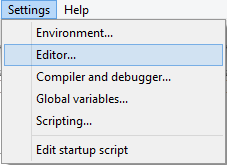 Settings Help
Environment...
Editor...
Compiler and debugger...
Global variables...
Scripting...
Edit startup script